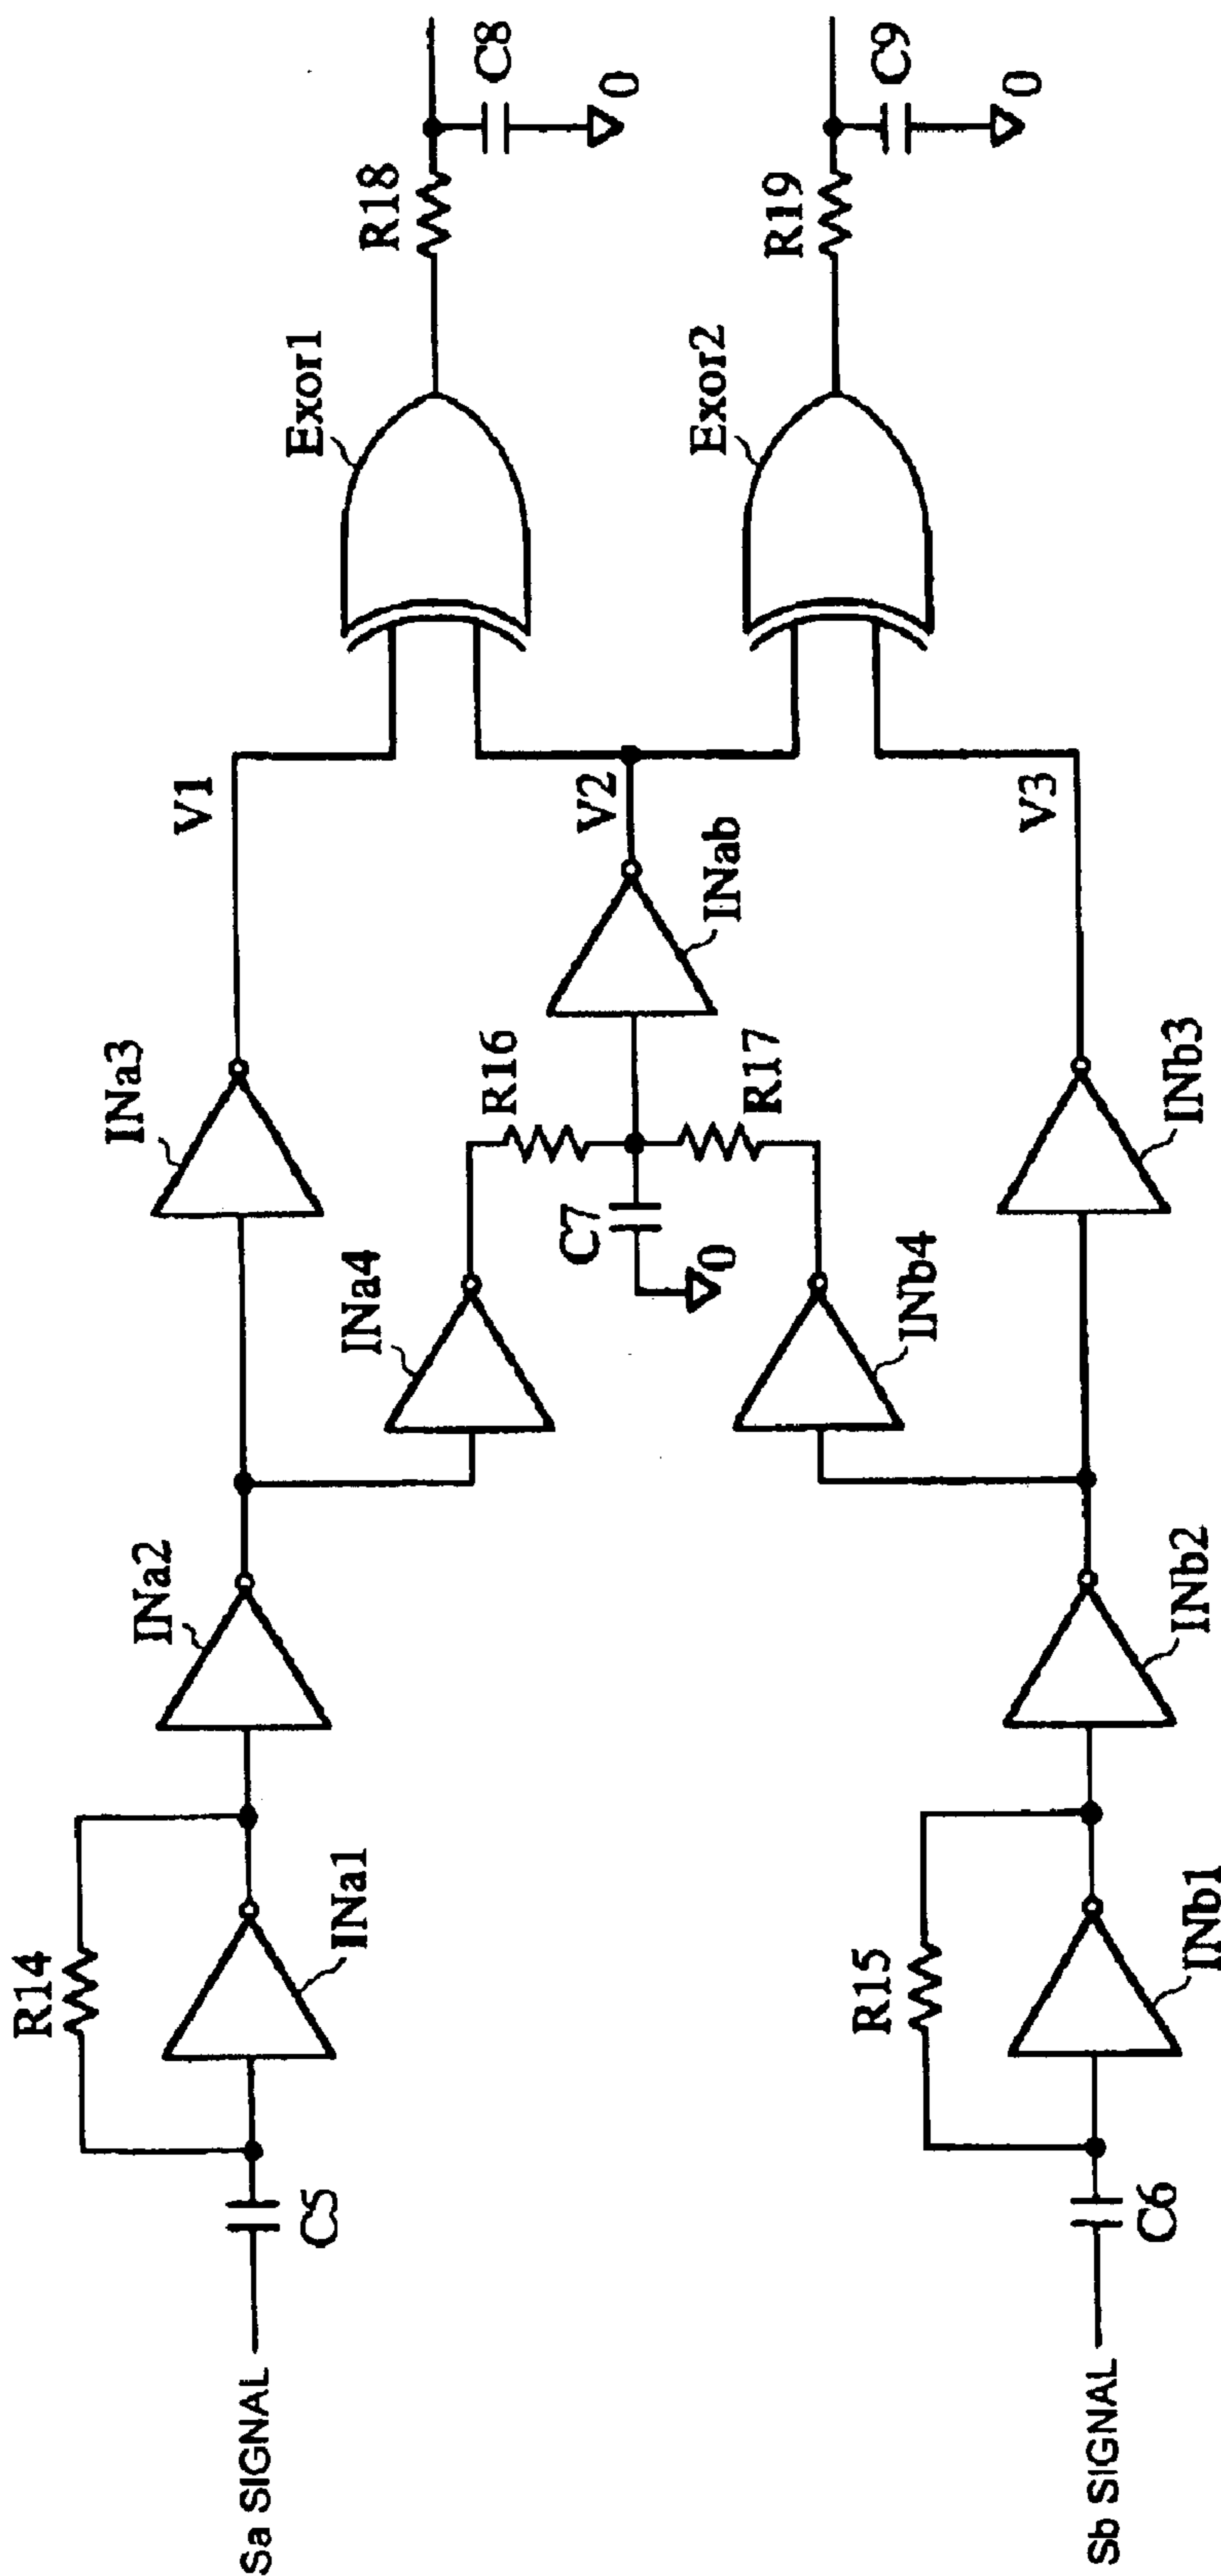 Sa SIGNAL
C5
R14
INa1
INa2
INa3
V1
INa4
R16
C7
0
R17
INab
V2
INb4
Exor1
R18
C8
0
Exor2
R19
C9
0
Sb SIGNAL
C6
R15
INb1
INb2
INb3
V3